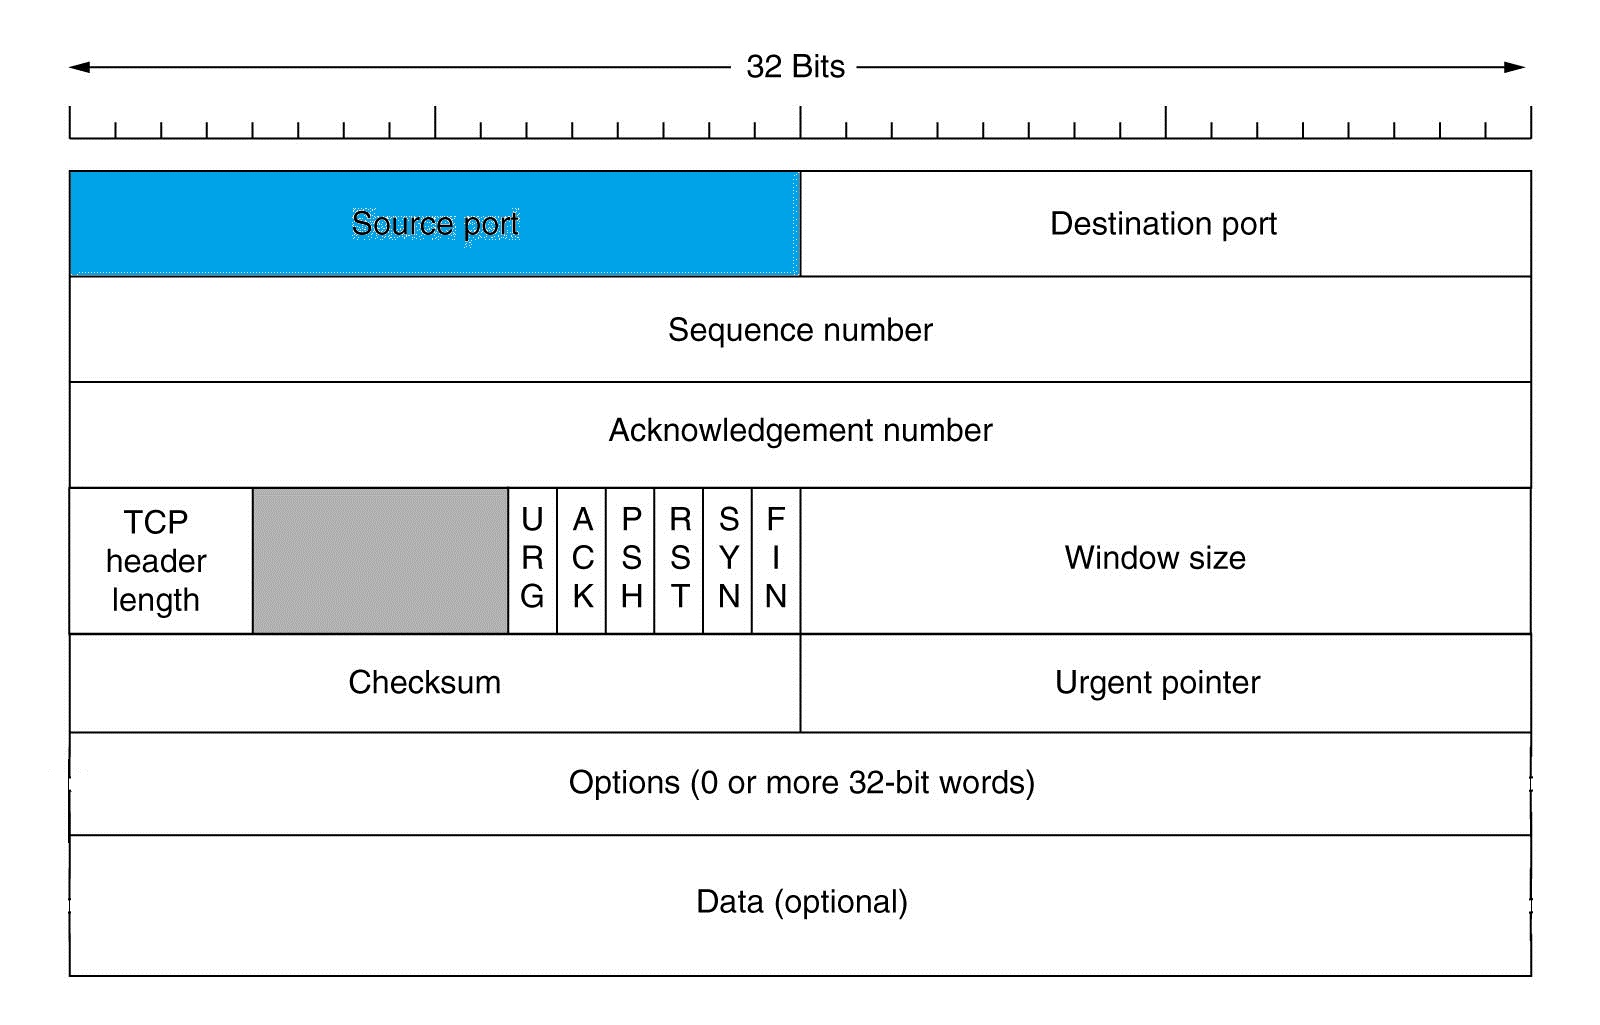 32 Bits
Source port
Destination port
Sequence number
Acknowledgement number
TCP
header
length
URG
ACK
PSH
RST
SYN
FIN
Window size
Checksum
Urgent pointer
Options (0 or more 32-bit words)
Data (optional)